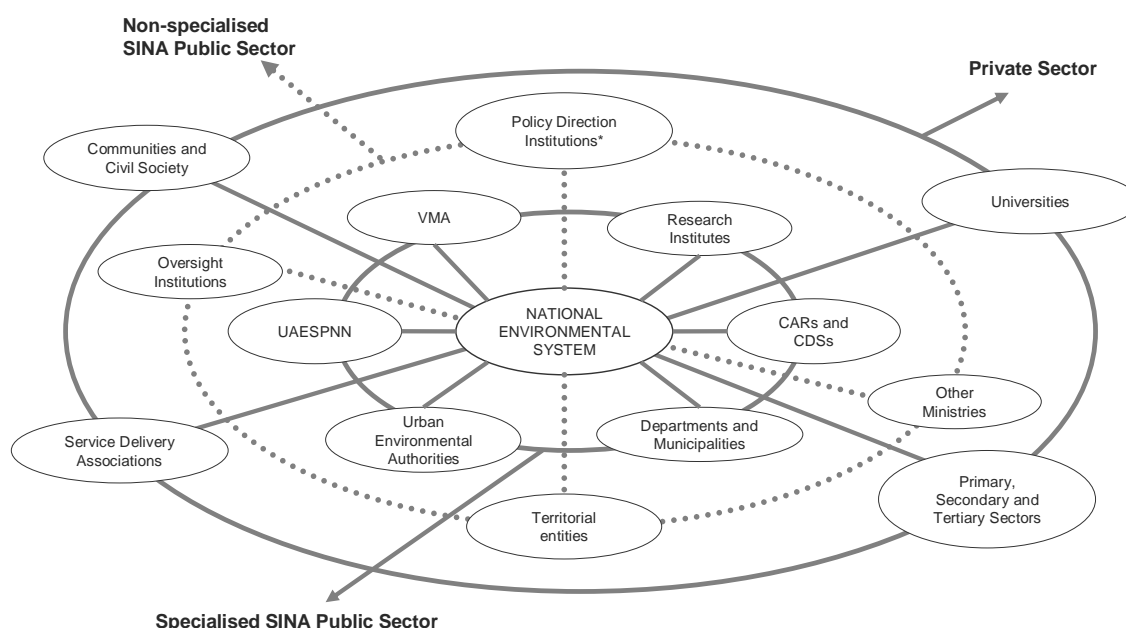 Non-specialised
SINA Public Sector
Private Sector
Policy Direction
Institutions*
Communities and
Civil Society
Universities
VMA
Research
Institutes
Oversight
Institutions
NATIONAL
ENVIRONMENTAL
SYSTEM
UAESPNN
CARs and
CDSs
Other
Ministries
Urban
Environmental
Authorities
Departments and
Municipalities
Service Delivery
Associations
Primary,
Secondary and
Tertiary Sectors
Territorial
entities
Specialised SINA Public Sector